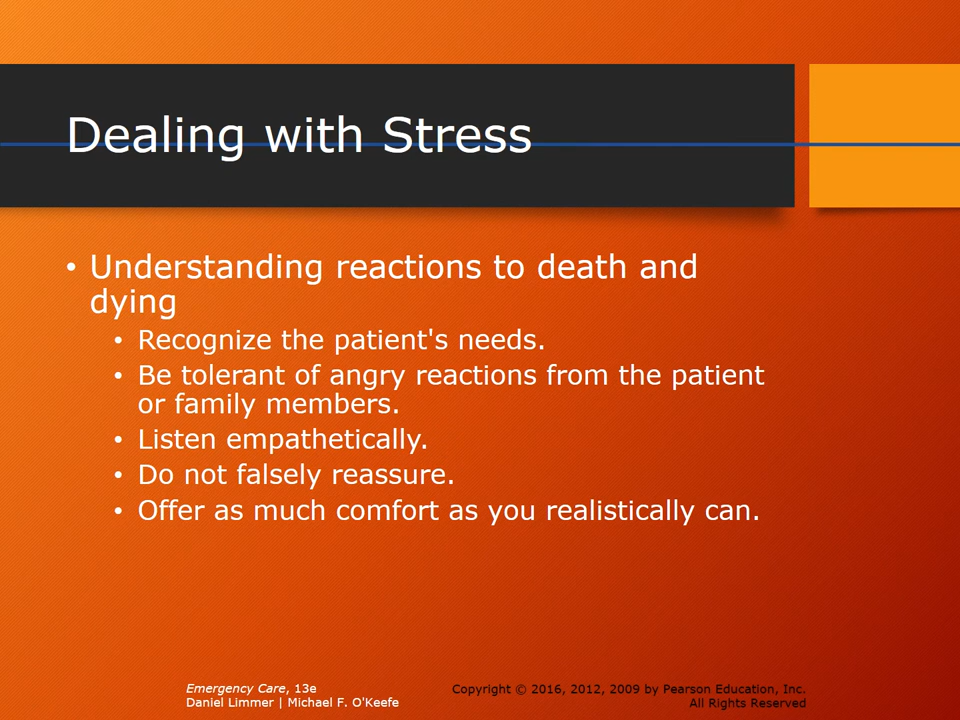 Dealing with Stress
• Understanding reactions to death and
dying
• Recognize the patient's needs.
• Be tolerant of angry reactions from the patient
or family members.
• Listen empathetically.
• Do not falsely reassure.
• Offer as much comfort as you realistically can.
Emergency Care, 13e
Daniel Limmer | Michael F. O'Keefe
Copyright © 2016, 2012, 2009 by Pearson Education, Inc.
All Rights Reserved